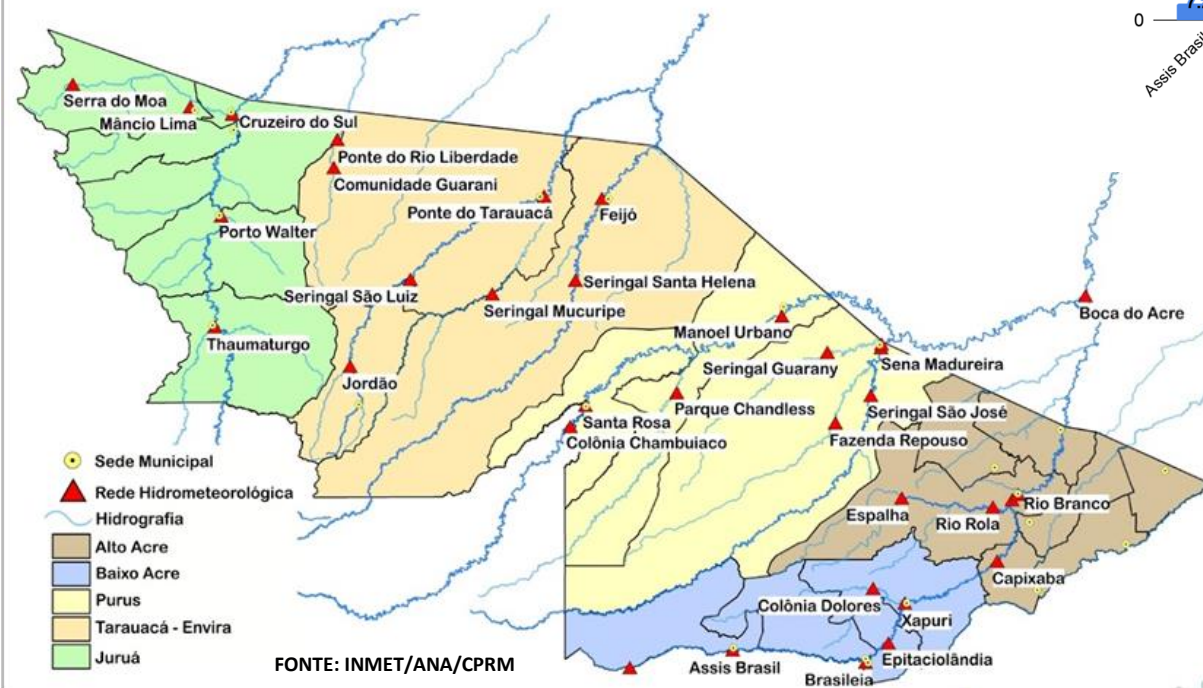 0
Assis Brasil
Serra do Moa
Mâncio Lima
Cruzeiro do Sul
Ponte do Rio Liberdade
Comunidade Guarani
Ponte do Tarauacá
Feijó
Porto Walter
Seringal São Luiz
Seringal Santa Helena
Seringal Mucuripe
Boca do Acre
Manoel Urbano
Thaumaturgo
Seringal Guarany
Sena Madureira
Jordão
Parque Chandless
Seringal São José
Santa Rosa
Colônia Chambuiaco
Fazenda Repouso
Sede Municipal
Rede Hidrometeorológica
Hidrografia
Alto Acre
Baixo Acre
Purus
Tarauacá - Envira
Juruá
Espalha
Rio Rola
Rio Branco
Capixaba
Colônia Dolores
Xapuri
Epitaciolândia
Assis Brasil
Brasileia
FONTE: INMET/ANA/CPRM